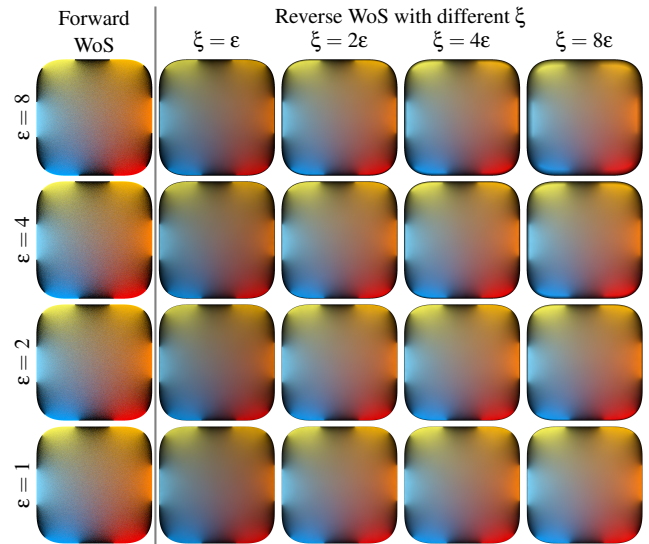 Forward
WoS
Reverse WoS with different ξ
ξ = ε
ξ = 2ε
ξ = 4ε
ξ = 8ε
ε = 8
ε = 4
ε = 2
ε = 1